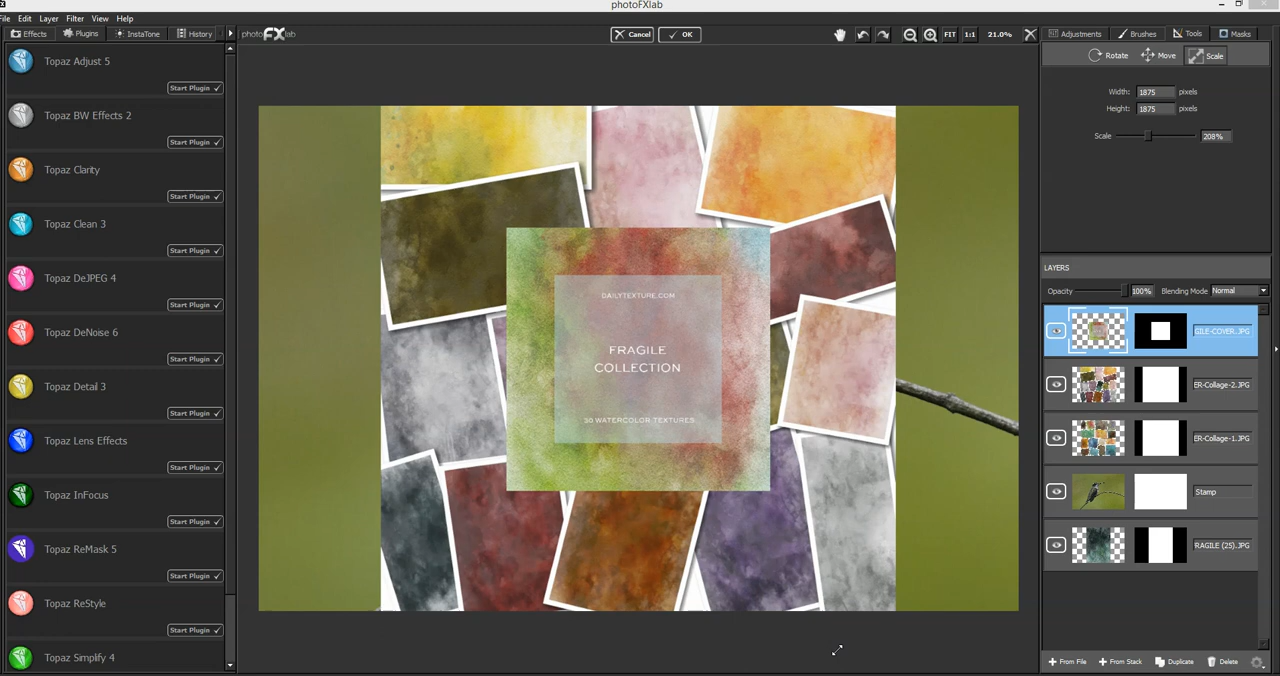 photoFXlab
File Edit Layer Filter View Help
Effects Plugins InstaTone History
photo FX lab
Cancel OK
FIT 1:1 21.0%
Adjustments Brushes Tools Masks
Rotate Move Scale
Width: 1875 pixels
Height: 1875 pixels
Scale 208%
Topaz Adjust 5
Start Plugin
Topaz BW Effects 2
Start Plugin
Topaz Clarity
Start Plugin
Topaz Clean 3
Start Plugin
Topaz DeJPEG 4
Start Plugin
Topaz DeNoise 6
Start Plugin
Topaz Detail 3
Start Plugin
Topaz Lens Effects
Start Plugin
Topaz InFocus
Start Plugin
Topaz ReMask 5
Start Plugin
Topaz ReStyle
Start Plugin
Topaz Simplify 4
DAILYTEXTURE.COM
FRAGILE
COLLECTION
30 WATERCOLOR TEXTURES
LAYERS
Opacity 100% Blending Mode Normal
GILE-COVER.JPG
ER-Collage-2.JPG
ER-Collage-1.JPG
Stamp
RAGILE (25).JPG
From File From Stack Duplicate Delete